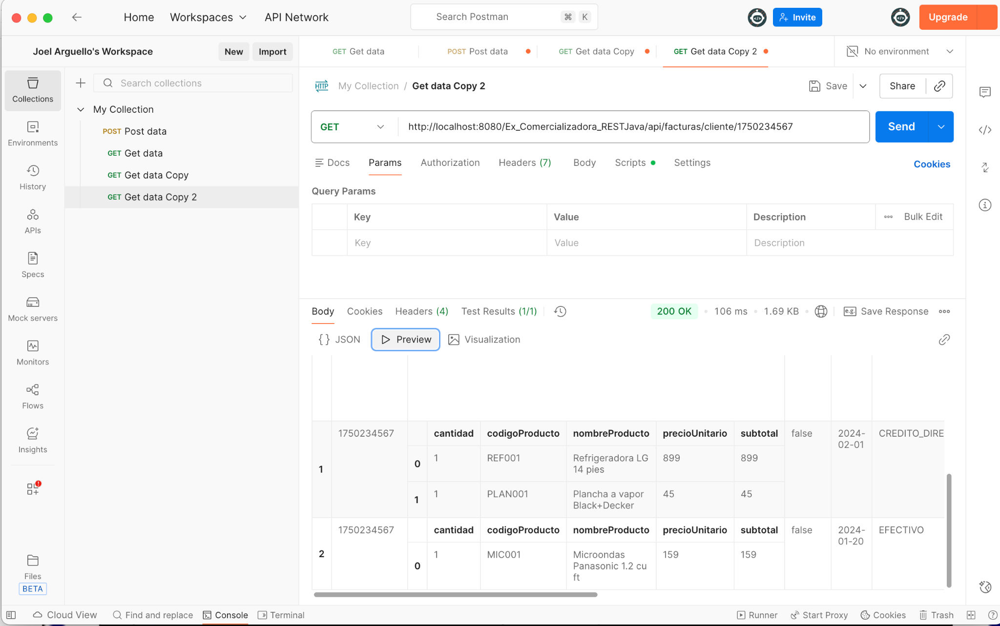 Home
Workspaces
API Network
Search Postman
⌘ K
Invite
Upgrade
Joel Arguello's Workspace
New
Import
GET Get data
POST Post data
GET Get data Copy
GET Get data Copy 2
No environment
Collections
Environments
History
APIs
Specs
Mock servers
Monitors
Flows
Insights
Files
BETA
Search collections
My Collection
POST Post data
GET Get data
GET Get data Copy
GET Get data Copy 2
HTTP My Collection / Get data Copy 2
Save
Share
GET http://localhost:8080/Ex_Comercializadora_RESTJava/api/facturas/cliente/1750234567
Send
Docs Params Authorization Headers (7) Body Scripts Settings
Cookies
Query Params
Key Value Description Bulk Edit
Key Value Description
Body Cookies Headers (4) Test Results (1/1)
200 OK 106 ms 1.69 KB e.g. Save Response
{} JSON Preview Visualization
1 1750234567
cantidad codigoProducto nombreProducto precioUnitario subtotal
0 1 REF001 Refrigeradora LG
14 pies
899 899
1 1 PLAN001 Plancha a vapor
Black+Decker
45 45
false
2024-
02-01
CREDITO_DIRE
2 1750234567
cantidad codigoProducto nombreProducto precioUnitario subtotal
0 1 MIC001 Microondas
Panasonic 1.2 cu
ft
159 159
false
2024-
01-20
EFECTIVO
Cloud View
Find and replace
Console
Terminal
Runner
Start Proxy
Cookies
Trash